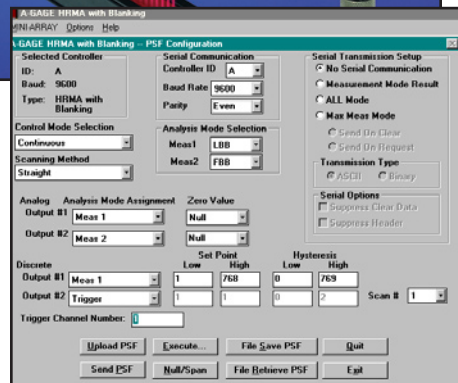 A-GAGE HRMA with Blanking
MINI-ARRAY Options Help
A-GAGE HRMA with Blanking -- PSF Configuration
Selected Controller
ID: A
Baud: 9600
Type: HRMA with Blanking
Serial Communication
Controller ID A
Baud Rate 9600
Parity Even
Serial Transmission Setup
No Serial Communication
Measurement Mode Result
ALL Mode
Max Meas Mode
Send On Clear
Send On Request
Transmission Type
ASCII Binary
Serial Options
Suppress Clear Data
Suppress Header
Control Mode Selection
Continuous
Scanning Method
Straight
Analysis Mode Selection
Meas1 LBB
Meas2 FBB
Analog Analysis Mode Assignment Zero Value
Output #1 Meas 1 Null
Output #2 Meas 2 Null
Set Point Hysteresis
Discrete Low High Low High
Output #1 Meas 1 1 768 0 769
Output #2 Trigger 1 1 0 2 Scan # 1
Trigger Channel Number: 1
Upload PSF Execute... File Save PSF Quit
Send PSF Null/Span File Retrieve PSF Exit